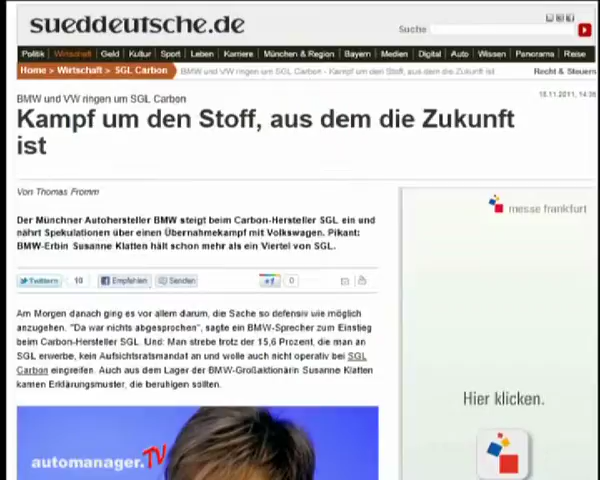 sueddeutsche.de
Suche
Politik Wirtschaft Geld Kultur Sport Leben Karriere München & Region Bayern Medien Digital Auto Wissen Panorama Reise
Home > Wirtschaft > SGL Carbon BMW und VW ringen um SGL Carbon - Kampf um den Stoff, aus dem die Zukunft ist Recht & Steuern
18.11.2011, 14:36
BMW und VW ringen um SGL Carbon
Kampf um den Stoff, aus dem die Zukunft
ist
Von Thomas Fromm
Der Münchner Autohersteller BMW steigt beim Carbon-Hersteller SGL ein und
nährt Spekulationen über einen Übernahmekampf mit Volkswagen. Pikant:
BMW-Erbin Susanne Klatten hält schon mehr als ein Viertel von SGL.
Twittern 10 Empfehlen Senden +1 0
Am Morgen danach ging es vor allem darum, die Sache so defensiv wie möglich
anzugehen. "Da war nichts abgesprochen", sagte ein BMW-Sprecher zum Einstieg
beim Carbon-Hersteller SGL. Und: Man strebe trotz der 15,6 Prozent, die man an
SGL erwerbe, kein Aufsichtsratsmandat an und wolle auch nicht operativ bei SGL
Carbon eingreifen. Auch aus dem Lager der BMW-Großaktionärin Susanne Klatten
kamen Erklärungsmuster, die beruhigen sollten.
messe frankfurt
Hier klicken.
automanager.TV